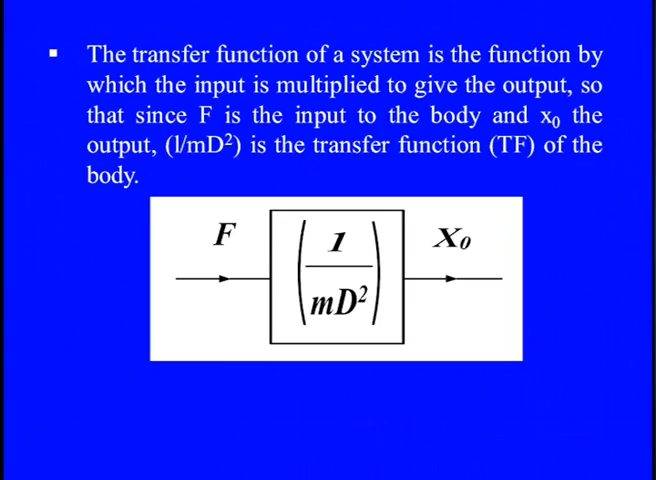 ▪ The transfer function of a system is the function by
which the input is multiplied to give the output, so
that since F is the input to the body and x₀ the
output, (1/mD²) is the transfer function (TF) of the
body.
F
X₀
(1/mD²)